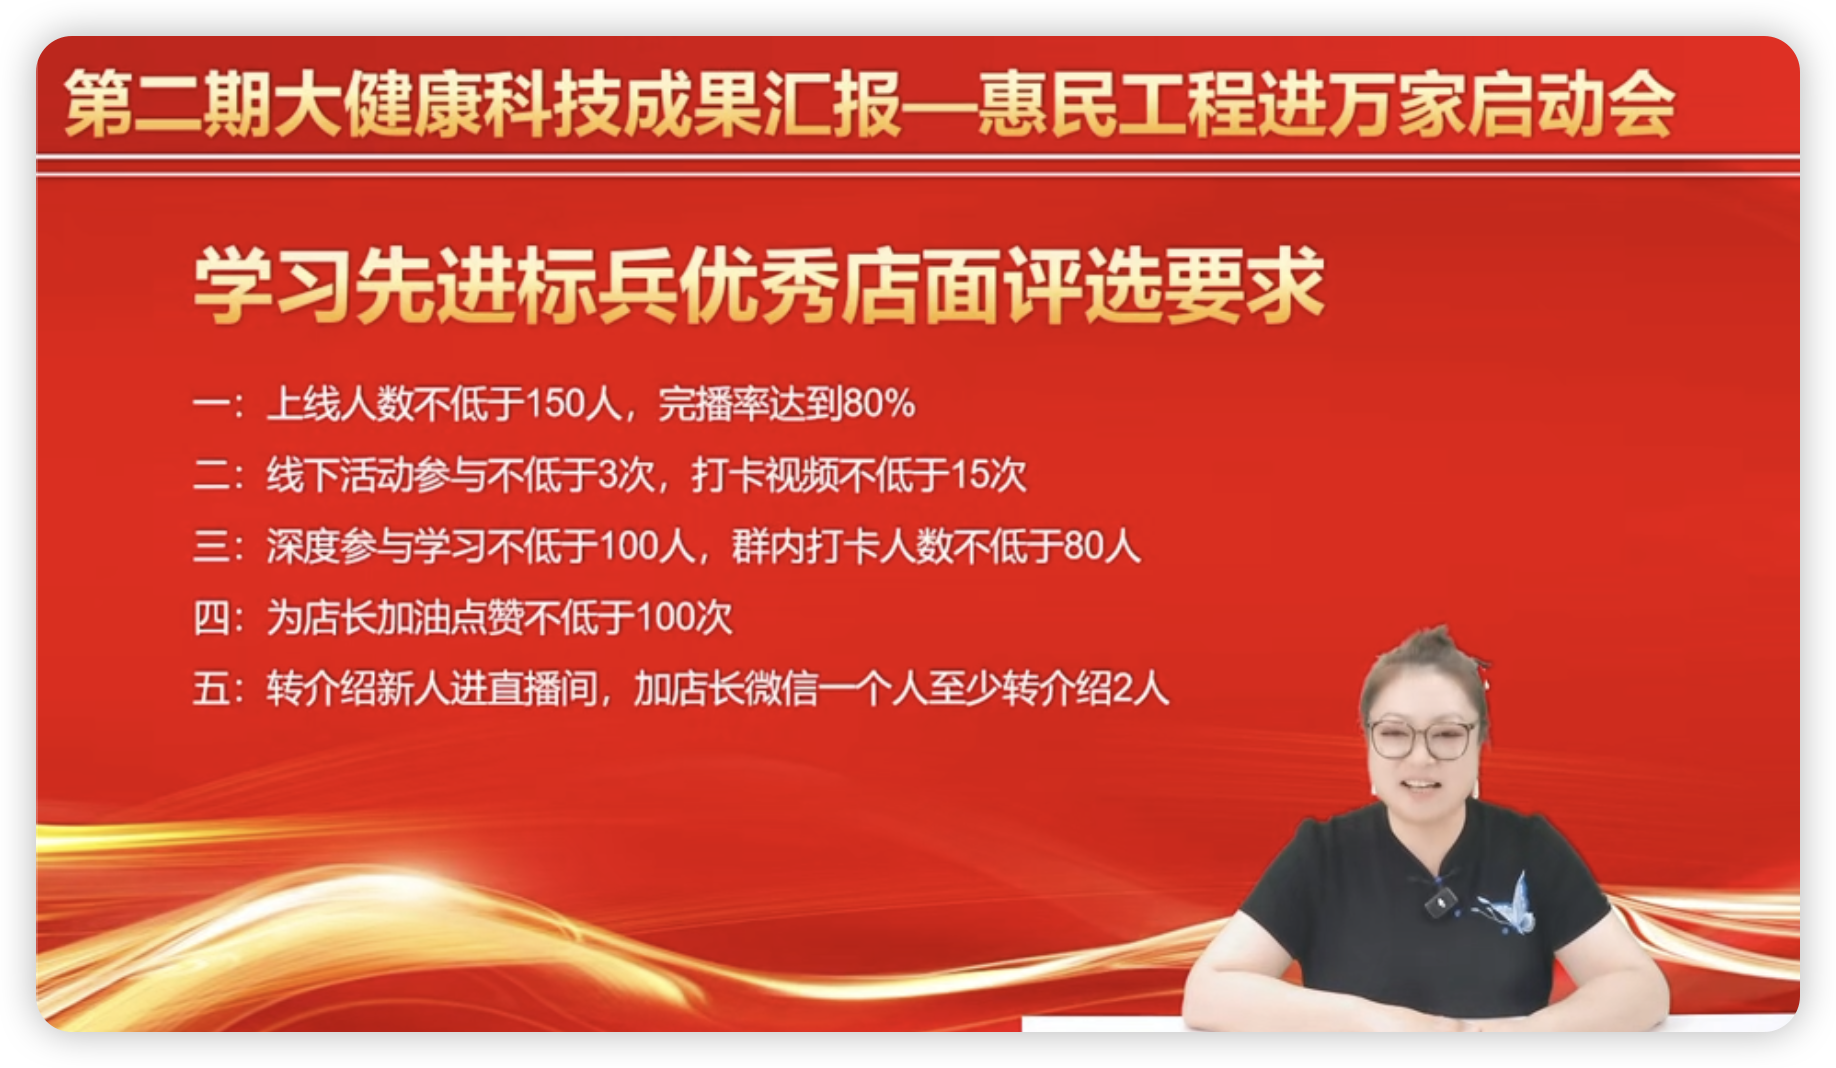 第二期大健康科技成果汇报—惠民工程进万家启动会
学习先进标兵优秀店面评选要求
一：上线人数不低于150人，完播率达到80%
二：线下活动参与不低于3次，打卡视频不低于15次
三：深度参与学习不低于100人，群内打卡人数不低于80人
四：为店长加油点赞不低于100次
五：转介绍新人进直播间，加店长微信一个人至少转介绍2人